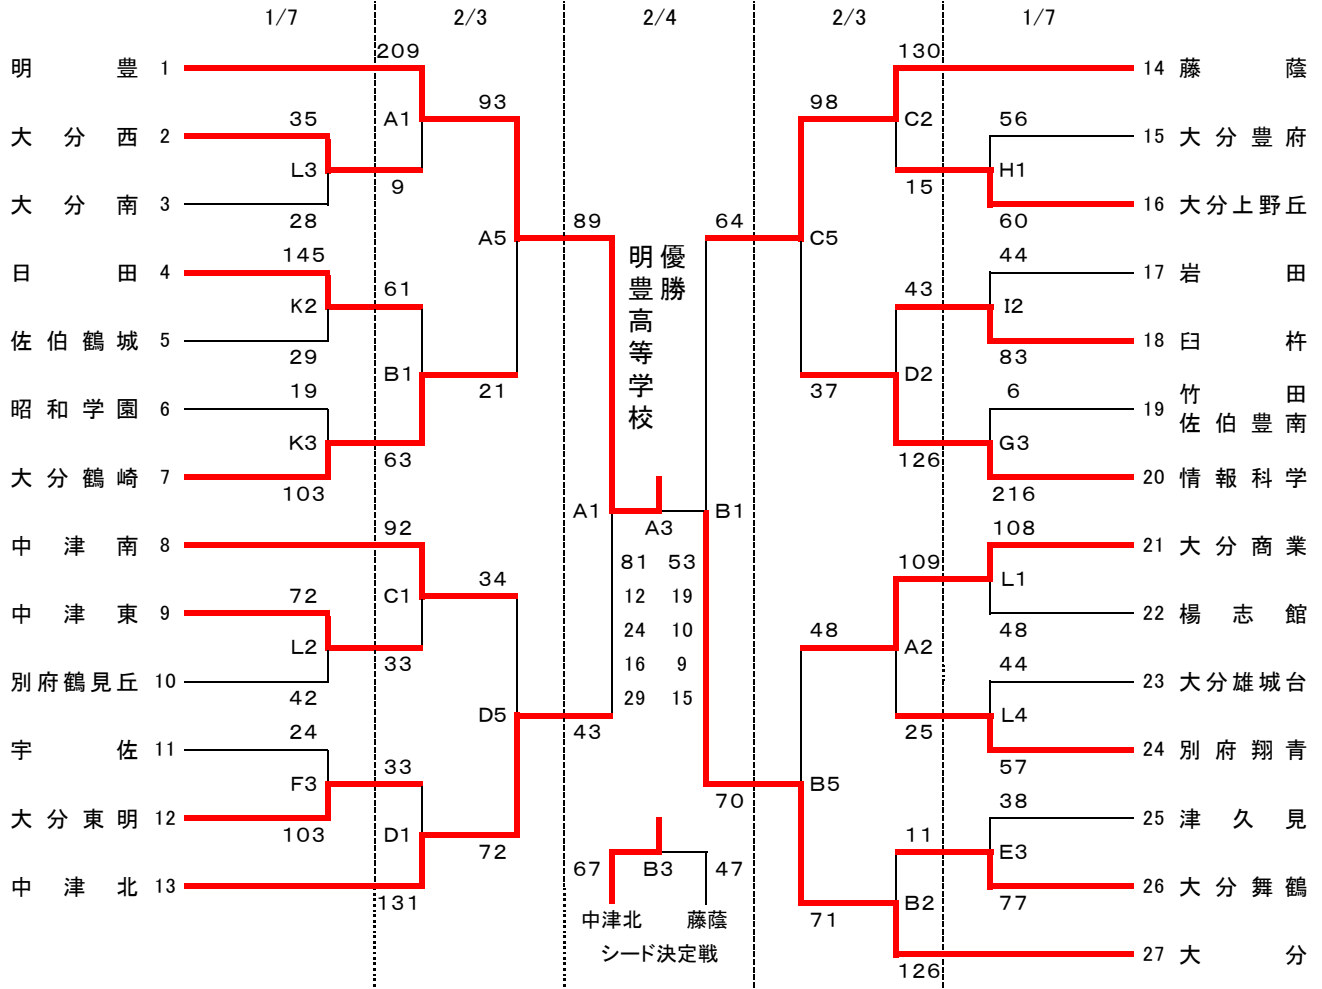 1/7 2/3 2/4 2/3 1/7
209 130
明豊 1 14 藤蔭
93 98
35 A1 C2 56
大分西 2 15 大分豊府
L3 H1
9 15
大分南 3 16 大分上野丘
28 89 64 60
A5 C5
145 44
優勝
明豊高等学校
日田 4 17 岩田
61 43
K2 I2
佐伯鶴城 5 18 臼杵
29 83
B1 D2
19 21 37 6
昭和学園 6 19 竹田
佐伯豊南
K3 G3
63 126
大分鶴崎 7 20 情報科学
103 216
A1 A3 B1
92 108
中津南 8 21 大分商業
81 53
109
34 L1
72 C1 12 19
中津東 9 22 楊志館
24 10 48 48
L2 A2
33 16 9 44
別府鶴見丘 10 23 大分雄城台
42 29 15
D5 L4
24 43 25
宇佐 11 24 別府翔青
33 57
F3 B5
70 38
大分東明 12 25 津久見
103 D1 11
72 E3
67 B3 47
中津北 13 26 大分舞鶴
131 B2 77
中津北 藤蔭 71
シード決定戦 27 大分
126